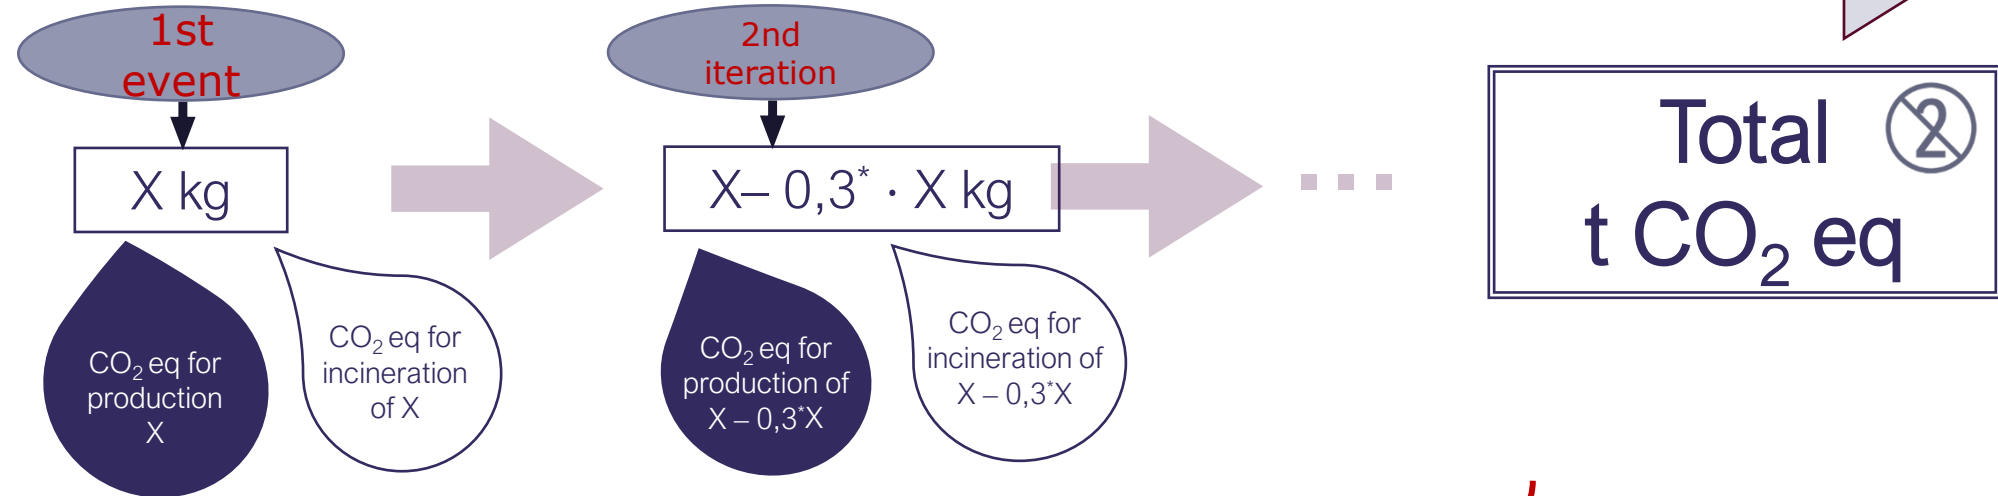 1st
event
X kg
CO₂ eq for
production
X
CO₂ eq for
incineration
of X
2nd
iteration
X– 0,3* · X kg
CO₂ eq for
production of
X – 0,3*X
CO₂ eq for
incineration of
X – 0,3*X
Total
2
t CO₂ eq